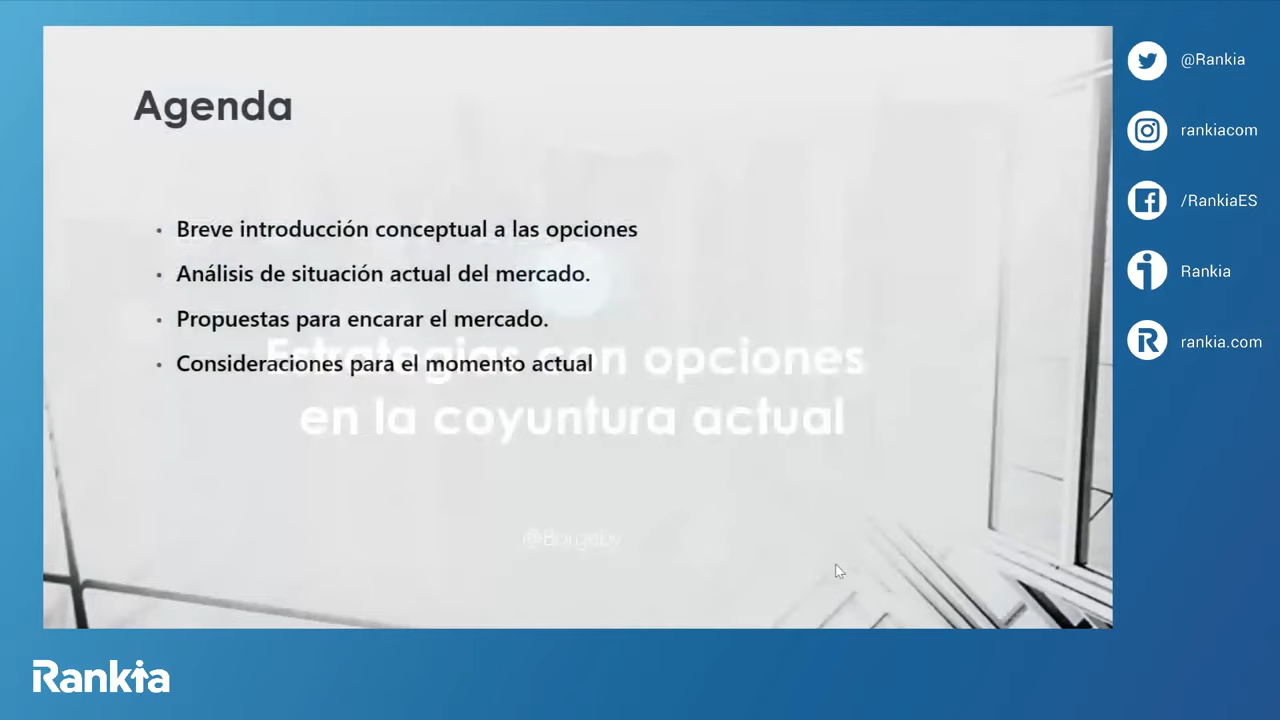 Agenda
• Breve introducción conceptual a las opciones
• Análisis de situación actual del mercado.
• Propuestas para encarar el mercado.
• Consideraciones para el momento actual
Estrategias con opciones
en la coyuntura actual
@Rankia
rankiacom
/RankiaES
Rankia
rankia.com
Rankia